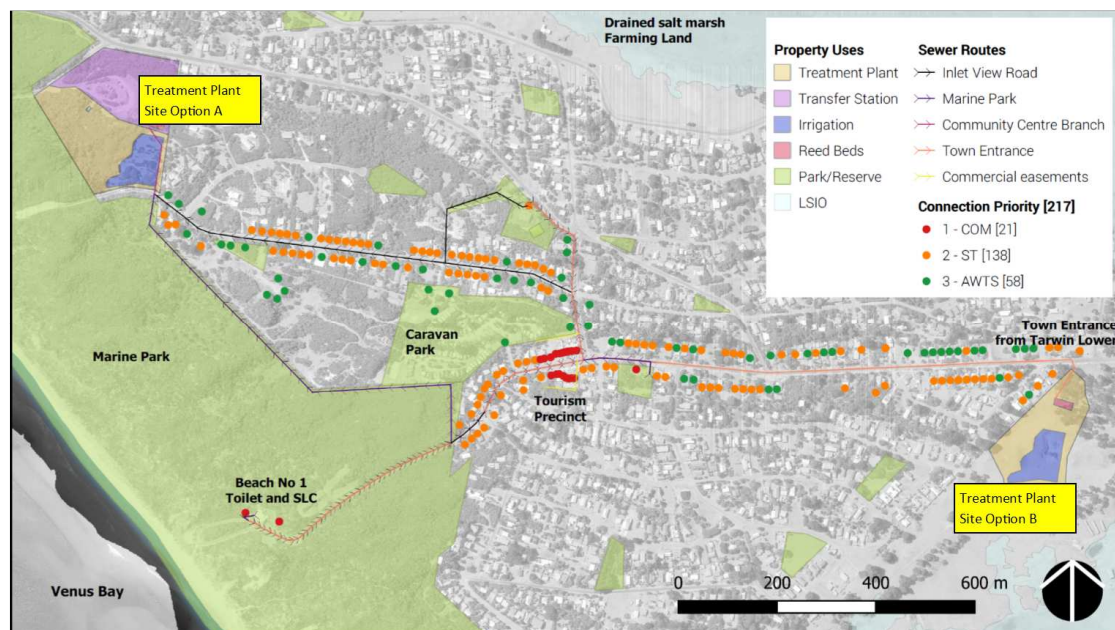 Drained salt marsh
Farming Land
Treatment Plant
Site Option A
Property Uses
Treatment Plant
Transfer Station
Irrigation
Reed Beds
Park/Reserve
LSIO
Sewer Routes
Inlet View Road
Marine Park
Community Centre Branch
Town Entrance
Commercial easements
Connection Priority [217]
1 - COM [21]
2 - ST [138]
3 - AWTS [58]
Town Entrance
from Tarwin Lower
Caravan
Park
Marine Park
Tourism
Precinct
Beach No 1
Toilet and SLC
Treatment Plant
Site Option B
Venus Bay
0 200 400 600 m